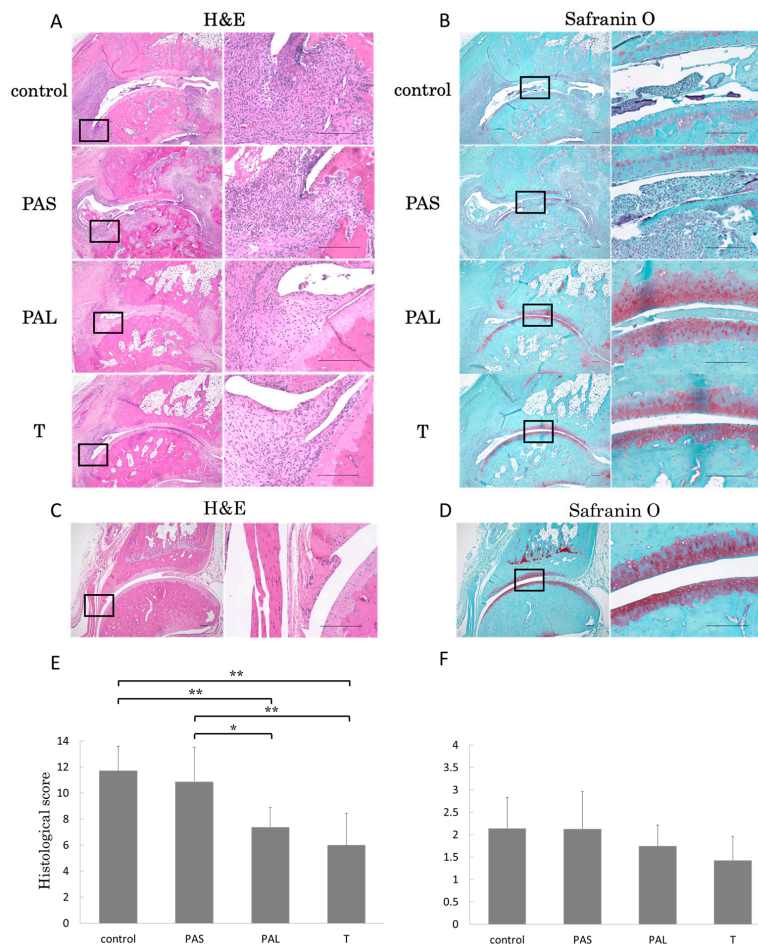 A
H&E
control
PAS
PAL
T
B
Safranin O
control
PAS
PAL
T
C
H&E
D
Safranin O
E
**
**
**
*
Histological score
14
12
10
8
6
4
2
0
control PAS PAL T
F
4
3.5
3
2.5
2
1.5
1
0.5
0
control PAS PAL T